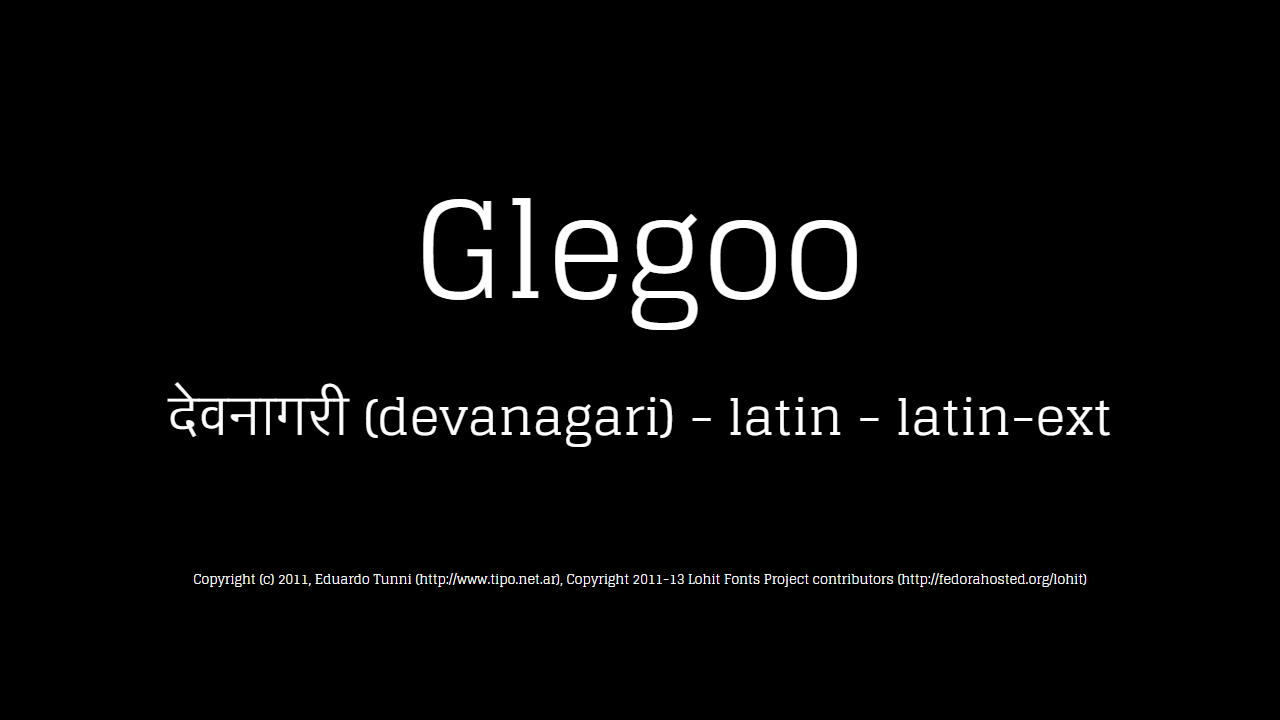 Glegoo
देवनागरी (devanagari) - latin - latin-ext
Copyright (c) 2011, Eduardo Tunni (http://www.tipo.net.ar), Copyright 2011-13 Lohit Fonts Project contributors (http://fedorahosted.org/lohit)